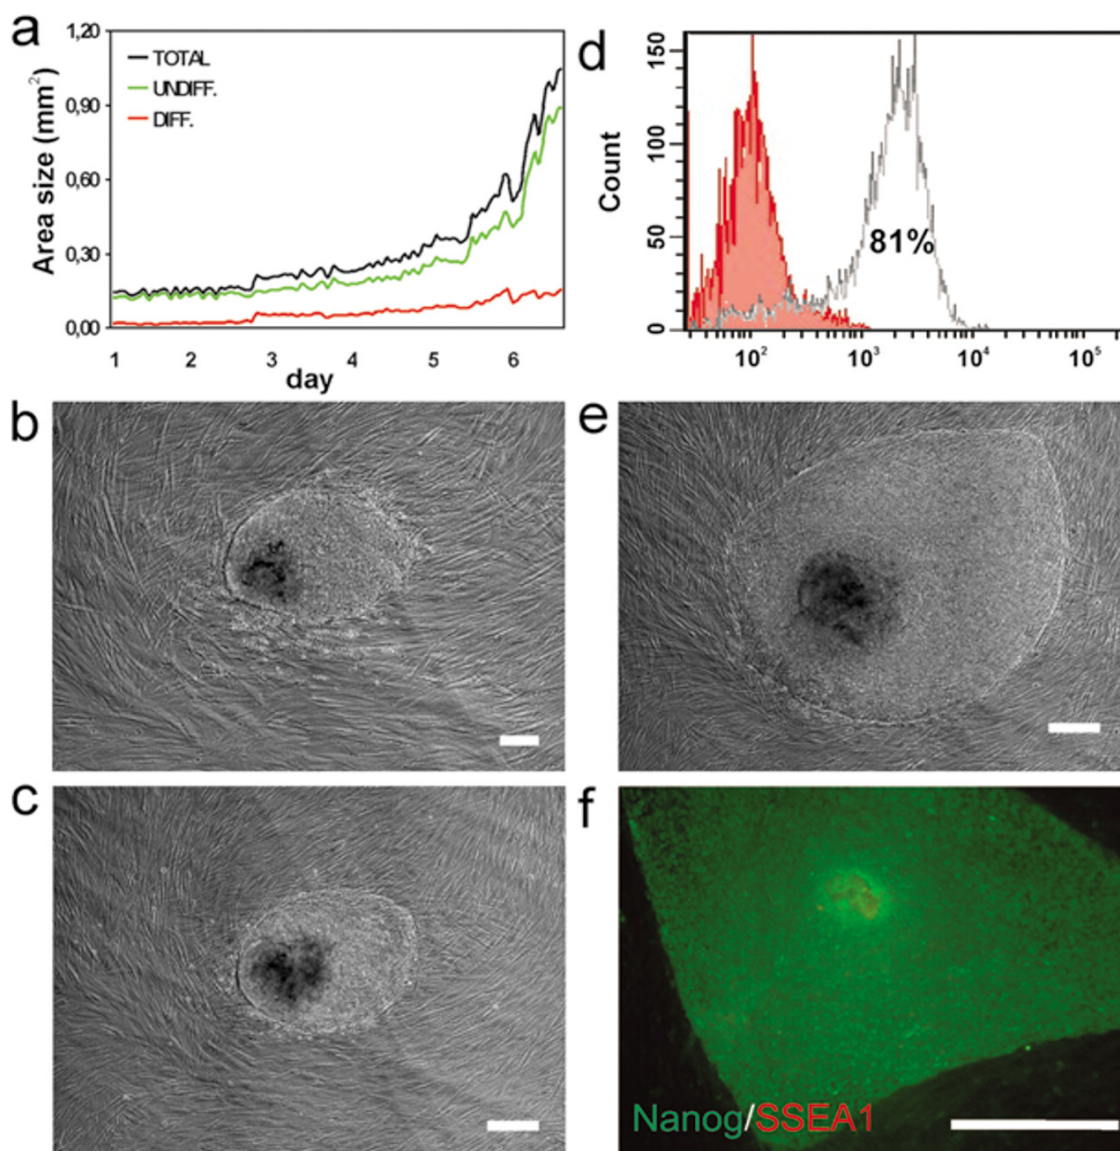 a
1,20
0,90
0,60
0,30
0,00
Area size (mm²)
TOTAL
UNDIFF.
DIFF.
1 2 3 4 5 6
day
d
150
100
50
0
Count
81%
10² 10³ 10⁴ 10⁵
b
e
c
f
Nanog/SSEA1